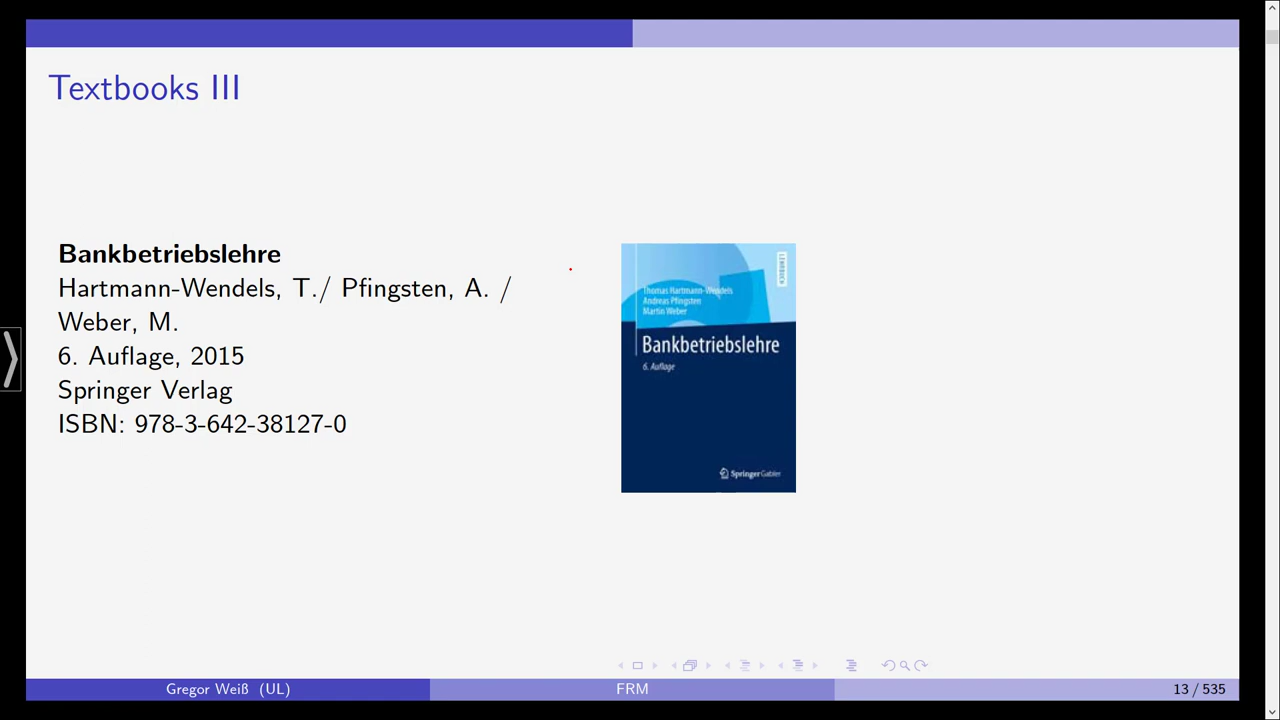 Textbooks III
Bankbetriebslehre
Hartmann-Wendels, T./ Pfingsten, A. /
Weber, M.
6. Auflage, 2015
Springer Verlag
ISBN: 978-3-642-38127-0
LEHRBUCH
Thomas Hartmann-Wendels
Andreas Pfingsten
Martin Weber
Bankbetriebslehre
6. Auflage
Springer Gabler
Gregor Weiß (UL)
FRM
13 / 535